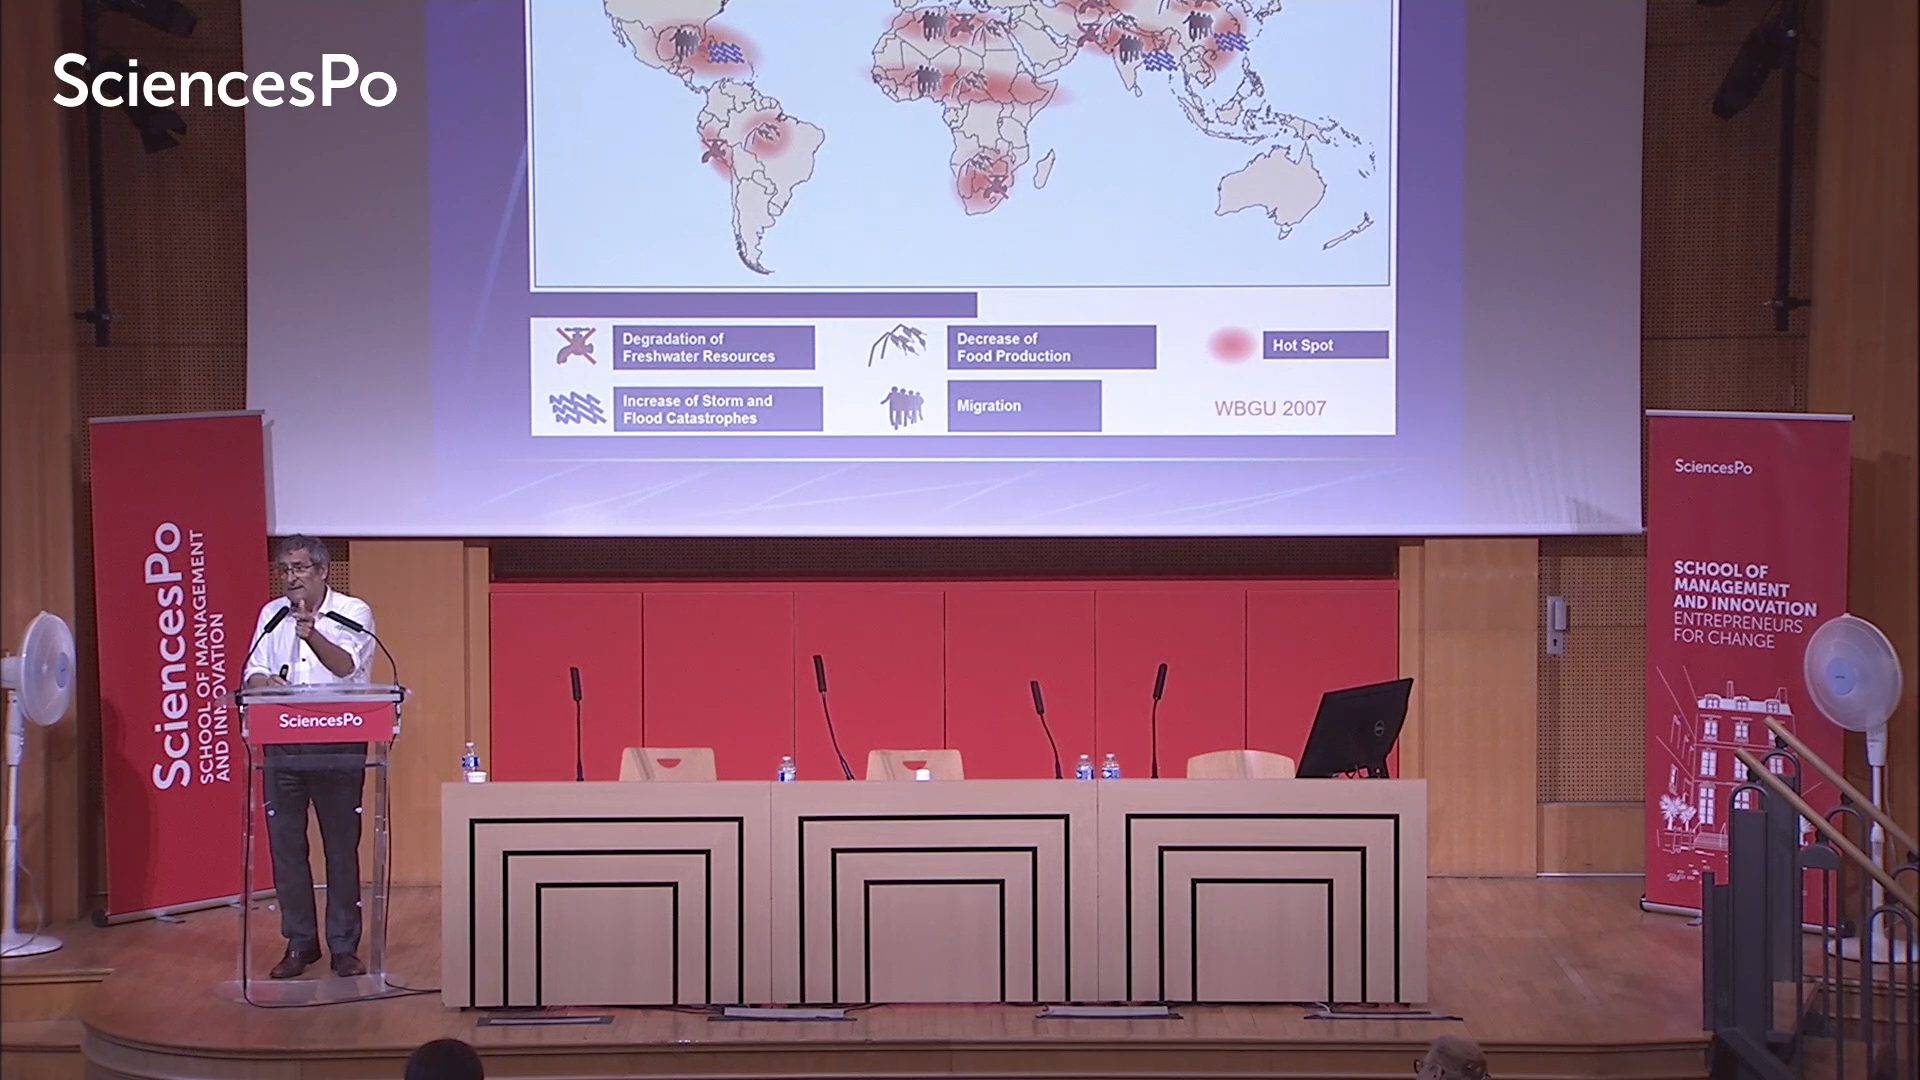 SciencesPo
Degradation of
Freshwater Resources
Decrease of
Food Production
Hot Spot
Increase of Storm and
Flood Catastrophes
Migration
WBGU 2007
SciencesPo
SCHOOL OF MANAGEMENT
AND INNOVATION
SciencesPo
SciencesPo
SCHOOL OF
MANAGEMENT
AND INNOVATION
ENTREPRENEURS
FOR CHANGE